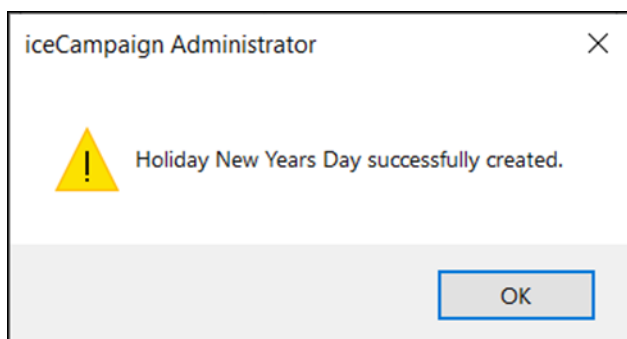 iceCampaign Administrator
Holiday New Years Day successfully created.
OK